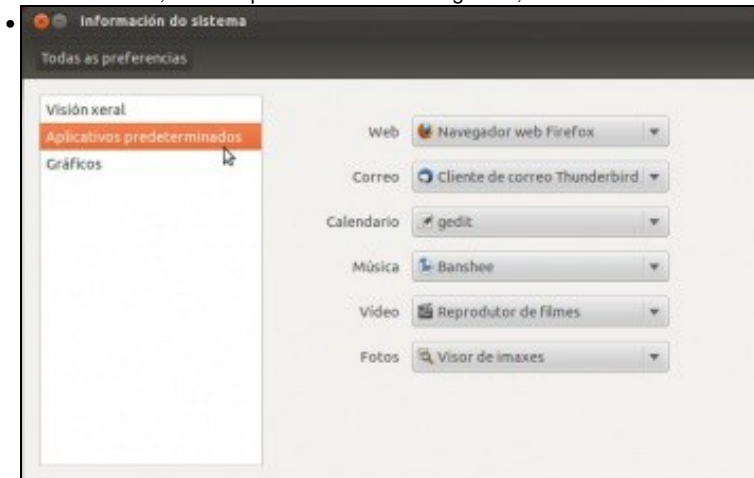 Información do sistema
Todas as preferencias
Visión xeral
Aplicativos predeterminados
Gráficos
Web Navegador web Firefox
Correo Cliente de correo Thunderbird
Calendario gedit
Música Banshee
Vídeo Reprodutor de filmes
Fotos Visor de imaxes